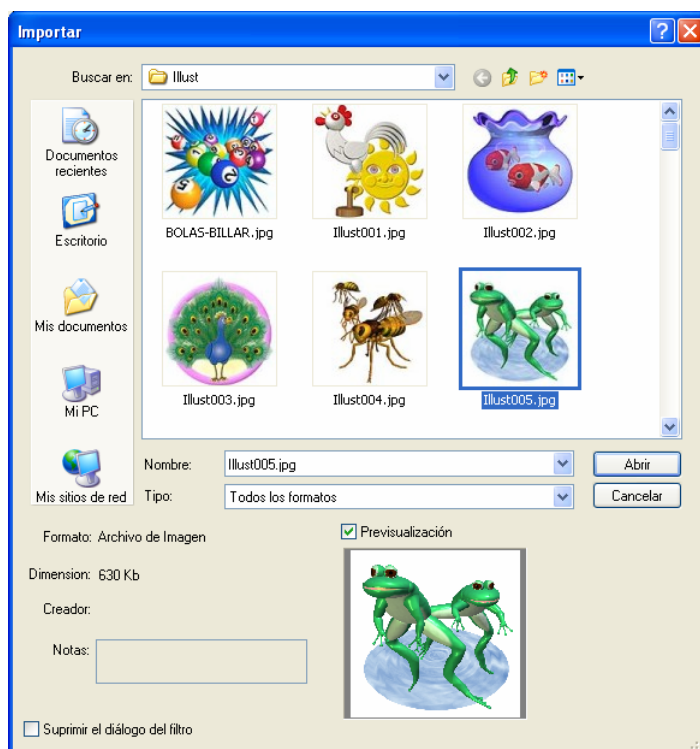 Importar
Buscar en: Illust
Documentos
recientes
Escritorio
Mis documentos
Mi PC
Mis sitios de red
BOLAS-BILLAR.jpg
Illust001.jpg
Illust002.jpg
Illust003.jpg
Illust004.jpg
Illust005.jpg
Nombre: Illust005.jpg
Abrir
Tipo: Todos los formatos
Cancelar
Formato: Archivo de Imagen
Previsualización
Dimension: 630 Kb
Creador:
Notas:
Suprimir el diálogo del filtro